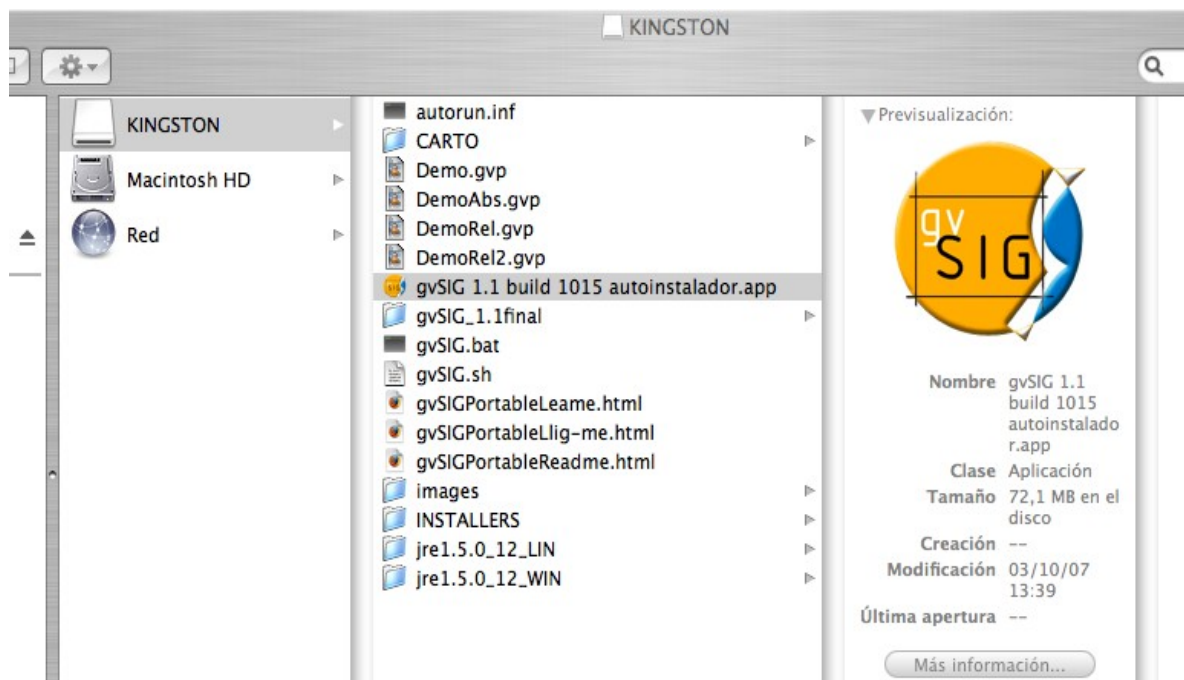 KINGSTON
KINGSTON
Macintosh HD
Red
autorun.inf
CARTO
Demo.gvp
DemoAbs.gvp
DemoRel.gvp
DemoRel2.gvp
gvSIG 1.1 build 1015 autoinstalador.app
gvSIG_1.1final
gvSIG.bat
gvSIG.sh
gvSIGPortableLeame.html
gvSIGPortableLlig-me.html
gvSIGPortableReadme.html
images
INSTALLERS
jre1.5.0_12_LIN
jre1.5.0_12_WIN
Previsualización:
gv
SIG
Nombre gvSIG 1.1
build 1015
autoinstalado
r.app
Clase Aplicación
Tamaño 72,1 MB en el
disco
Creación --
Modificación 03/10/07
13:39
Última apertura --
Más información...